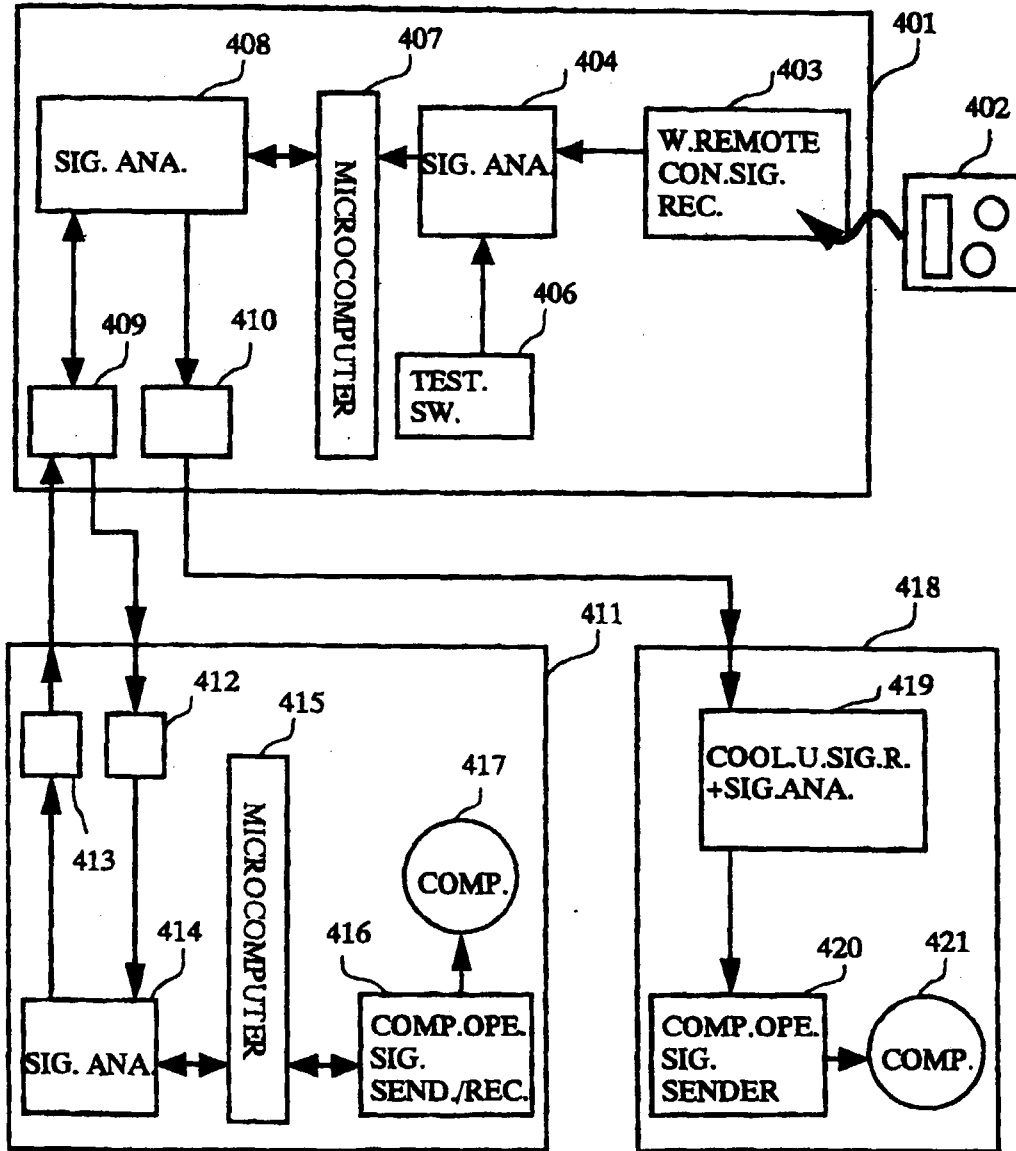 408
407
404
403
401
402
SIG. ANA.
MICROCOMPUTER
SIG. ANA.
W.REMOTE
CON.SIG.
REC.
409
410
406
TEST.
SW.
411
418
412
415
419
413
417
COOL.U.SIG.R.
+SIG.ANA.
MICROCOMPUTER
COMP.
414
416
420
421
SIG. ANA.
COMP.OPE.
SIG.
SEND./REC.
COMP.OPE.
SIG.
SENDER
COMP.